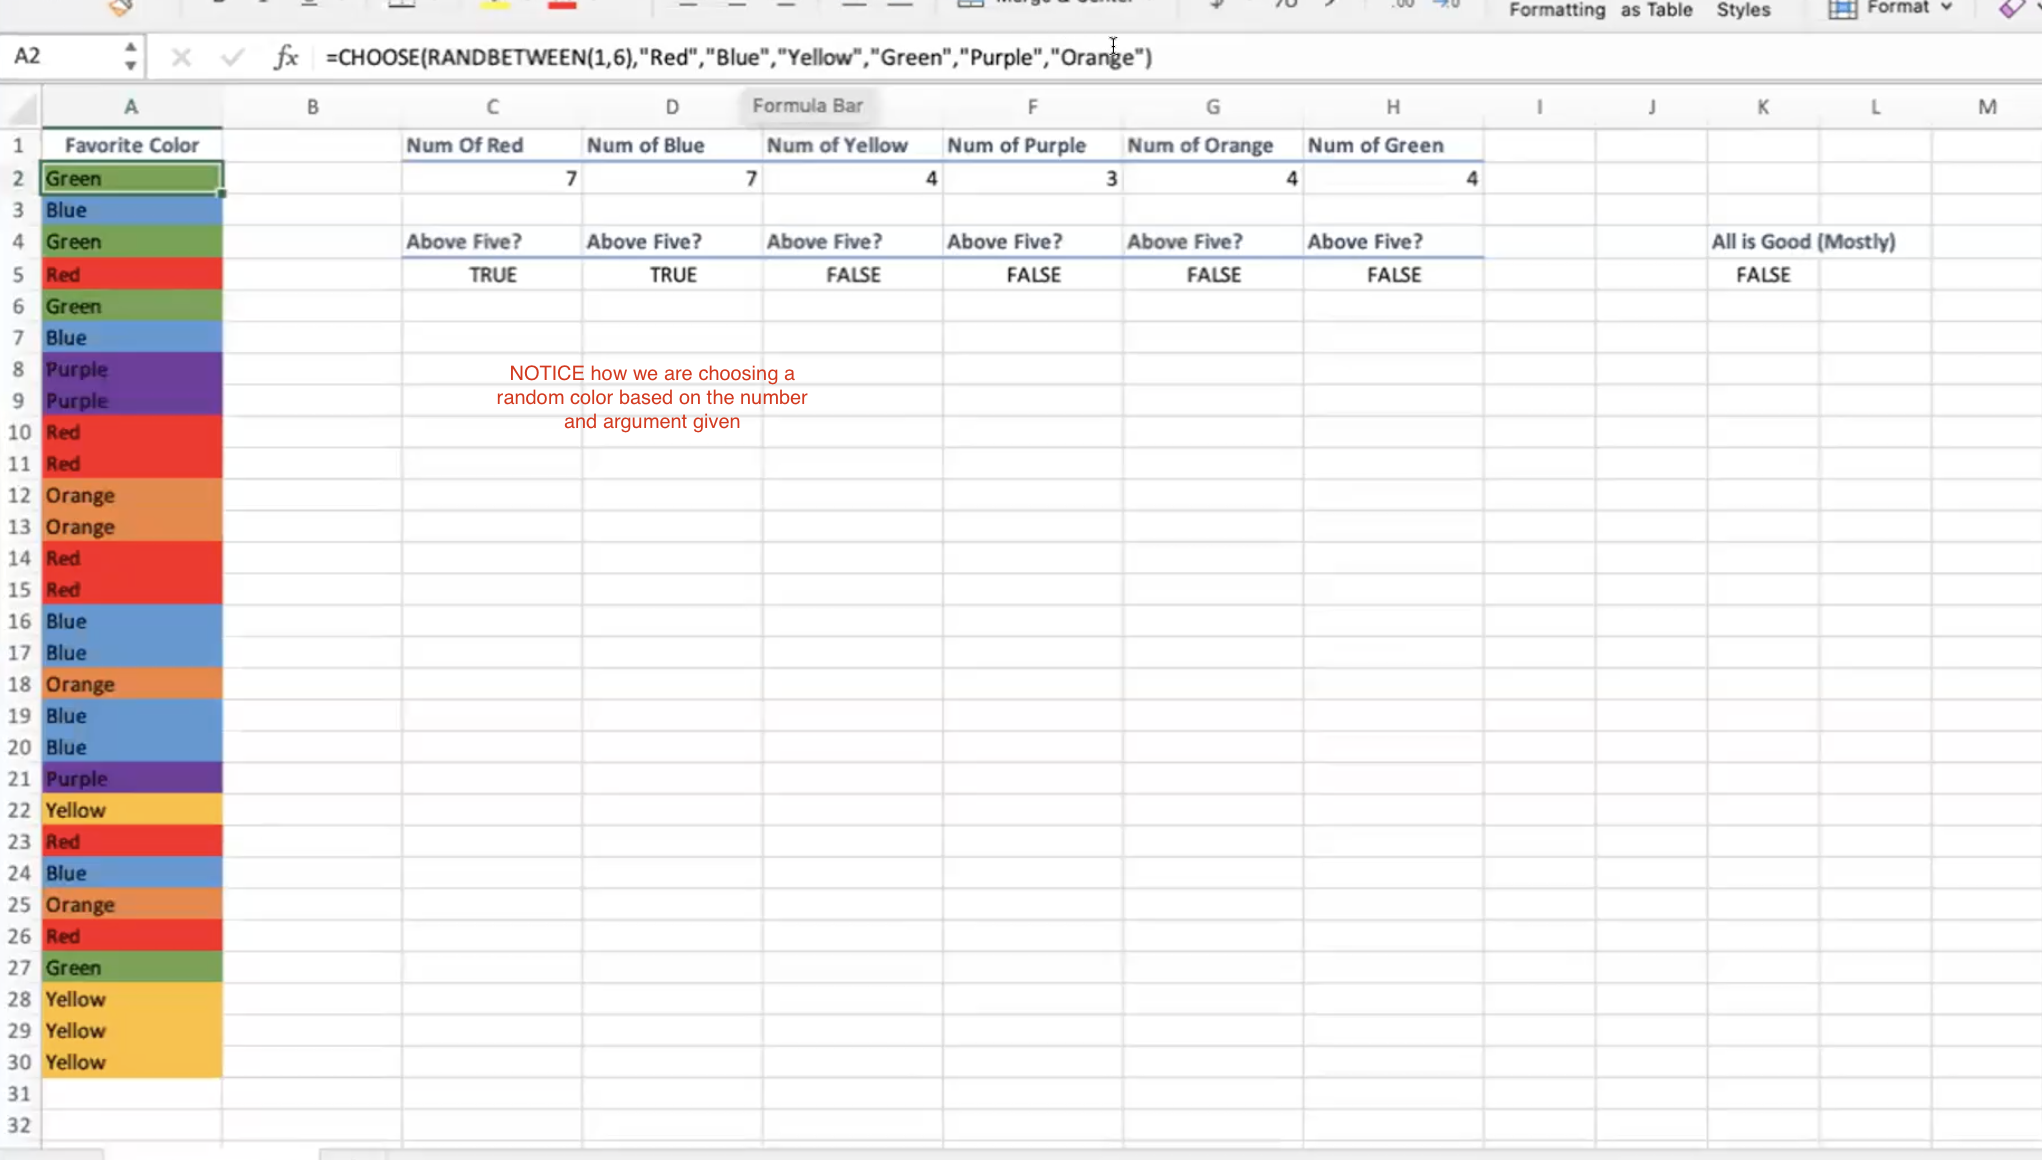 Merge & Center
Formatting as Table Styles Format
A2 fx =CHOOSE(RANDBETWEEN(1,6),"Red","Blue","Yellow","Green","Purple","Orange")
A B C D Formula Bar F G H I J K L M
1 Favorite Color Num Of Red Num of Blue Num of Yellow Num of Purple Num of Orange Num of Green
2 Green 7 7 4 3 4 4
3 Blue
4 Green Above Five? Above Five? Above Five? Above Five? Above Five? Above Five? All is Good (Mostly)
5 Red TRUE TRUE FALSE FALSE FALSE FALSE FALSE
6 Green
7 Blue
8 Purple
NOTICE how we are choosing a
random color based on the number
and argument given
9 Purple
10 Red
11 Red
12 Orange
13 Orange
14 Red
15 Red
16 Blue
17 Blue
18 Orange
19 Blue
20 Blue
21 Purple
22 Yellow
23 Red
24 Blue
25 Orange
26 Red
27 Green
28 Yellow
29 Yellow
30 Yellow
31
32